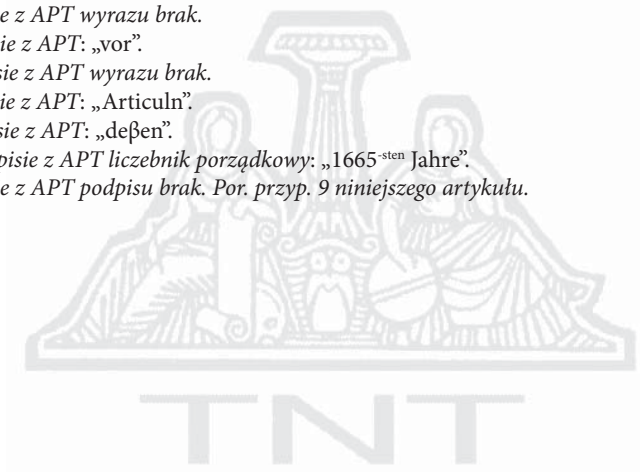 e z APT wyrazu brak.
ie z APT: „vor”.
sie z APT wyrazu brak.
ie z APT: „Articuln”.
sie z APT: „deβen”.
pisie z APT liczebnik porządkowy: „1665-sten Jahre”.
e z APT podpisu brak. Por. przyp. 9 niniejszego artykułu.
TNT